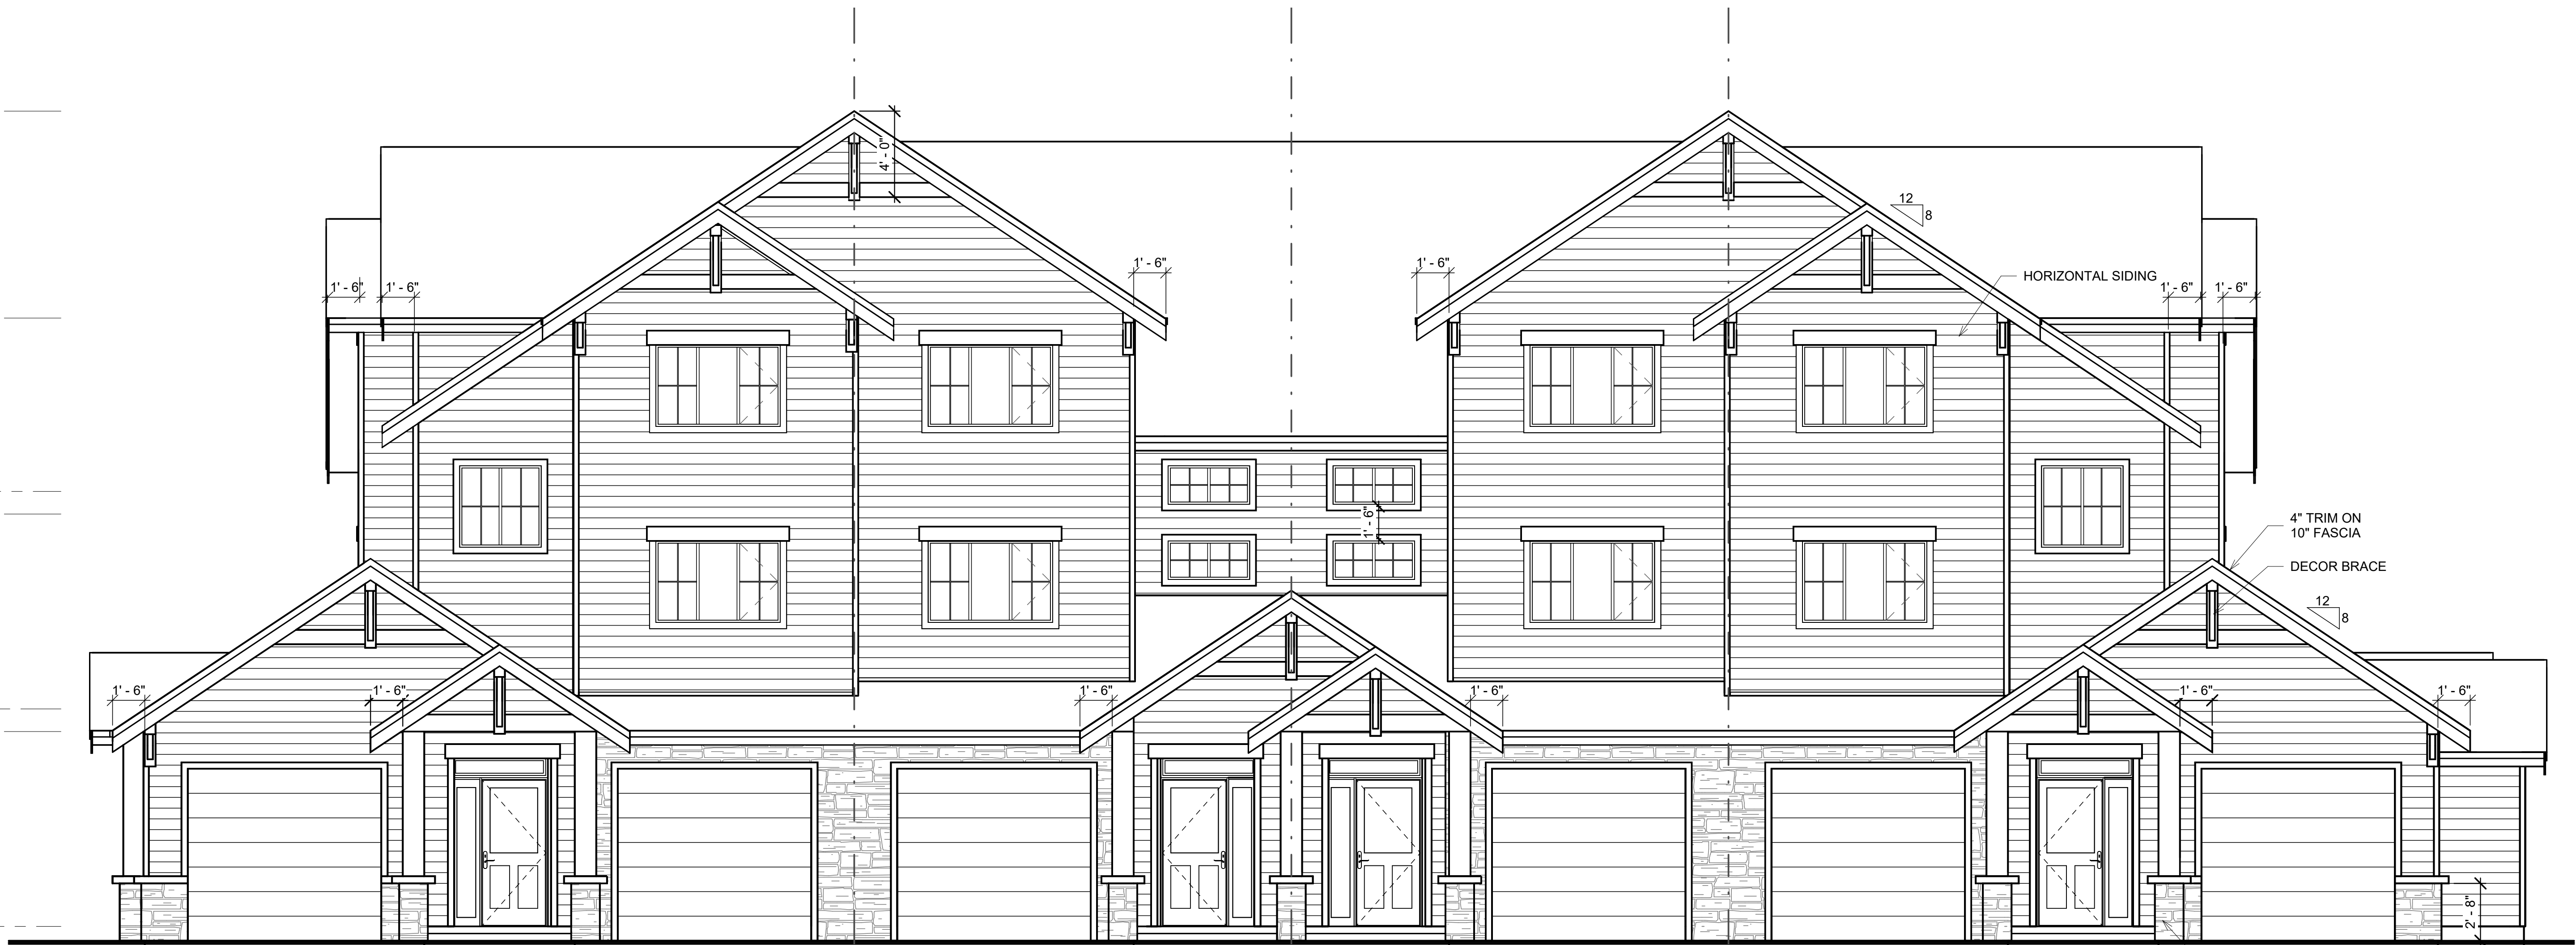 4' - 0"
12
8
1' - 6"
1' - 6"
HORIZONTAL SIDING
1' - 6"
1' - 6"
1' - 6"
1' - 6"
4" TRIM ON
10" FASCIA
1' - 6"
DECOR BRACE
12
8
1' - 6"
1' - 6"
1' - 6"
1' - 6"
1' - 6"
1' - 6"
2' - 8"